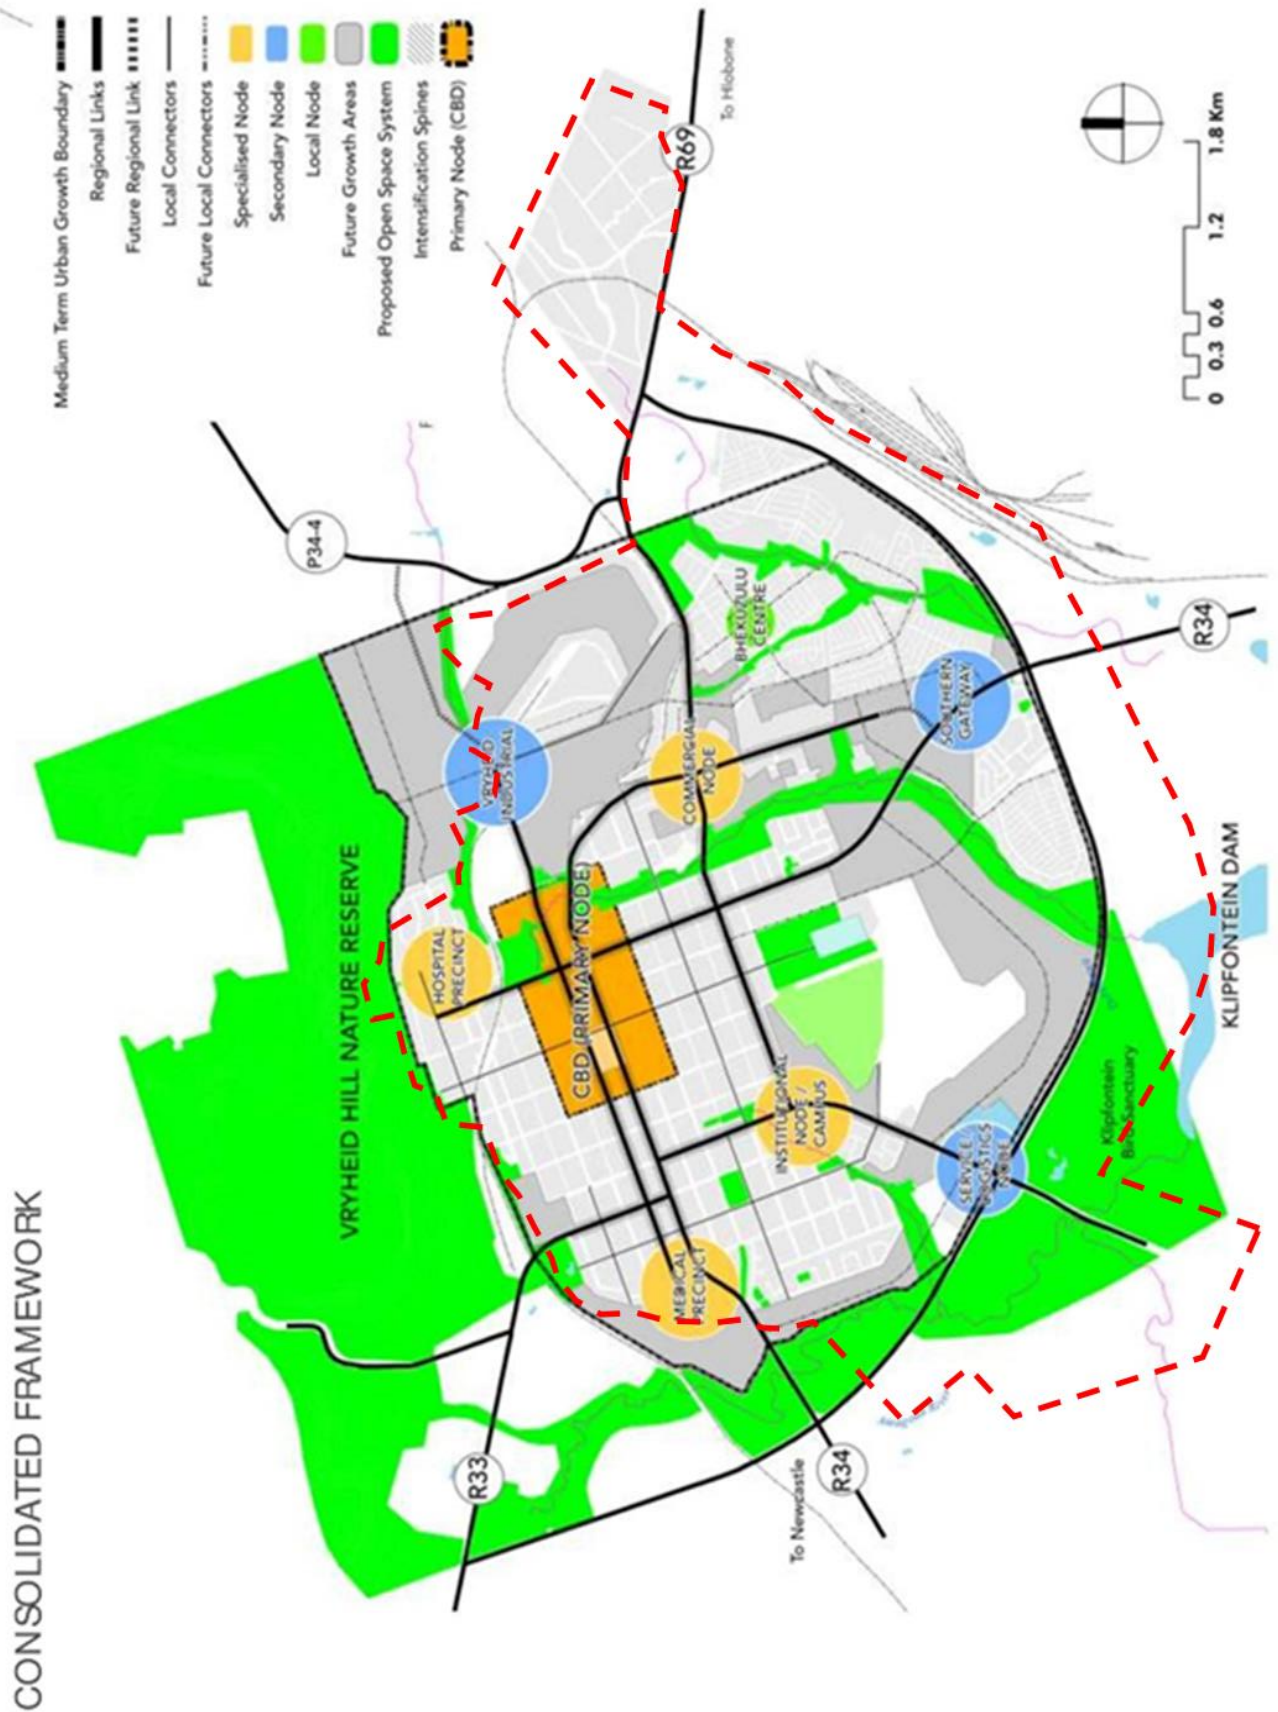 CONSOLIDATED FRAMEWORK
Medium Term Urban Growth Boundary
Regional Links
Future Regional Link
Local Connectors
Future Local Connectors
Specialised Node
Secondary Node
Local Node
Future Growth Areas
Proposed Open Space System
Intensification Spines
Primary Node (CBD)
VRYHEID HILL NATURE RESERVE
P34-4
F
R69
To Hlobane
HOSPITAL
PRECINCT
VRYHEID
INDUSTRIAL
CBD (PRIMARY NODE)
COMMERCIAL
NODE
BHEKUZULU
CENTRE
R33
MEDICAL
PRECINCT
INSTITUTIONAL
NODE /
CAMPUS
SOUTHERN
GATEWAY
To Newcastle
R34
SERVICE /
LOGISTICS
NODE
Klipfontein
Bird Sanctuary
R34
KLIPFONTEIN DAM
0 0.3 0.6 1.2 1.8 Km